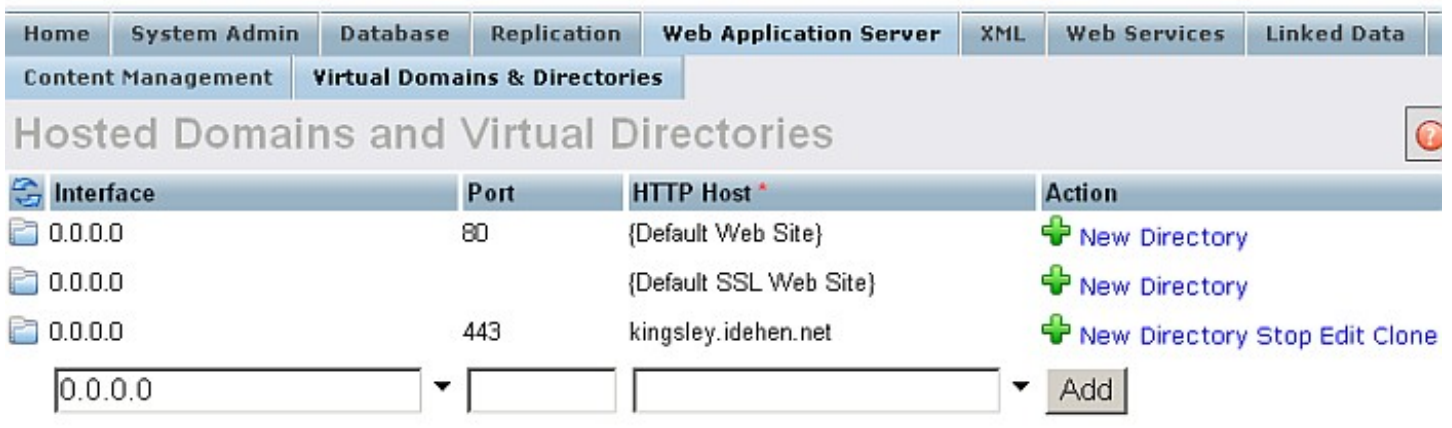 Home System Admin Database Replication Web Application Server XML Web Services Linked Data
Content Management Virtual Domains & Directories
Hosted Domains and Virtual Directories ?
Interface Port HTTP Host * Action
0.0.0.0 80 {Default Web Site} New Directory
0.0.0.0 {Default SSL Web Site} New Directory
0.0.0.0 443 kingsley.idehen.net New Directory Stop Edit Clone
0.0.0.0 Add